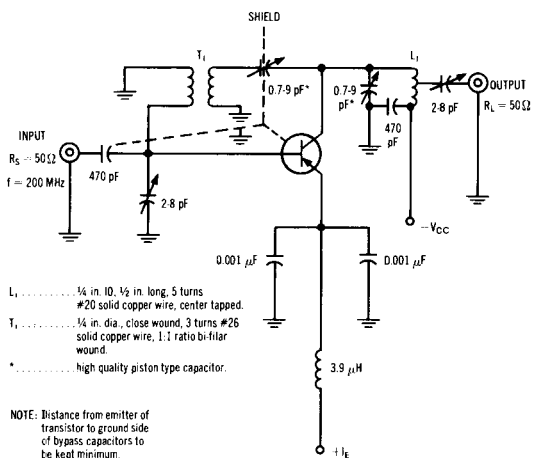 SHIELD
T₁
L₁
0.7-9 pF*
0.7-9
pF*
2-8 pF
OUTPUT
R_L = 50Ω
470
pF
INPUT
R_S = 50Ω
f = 200 MHz
470 pF
2-8 pF
-V_CC
0.001 μF
0.001 μF
L₁ .......... ¼ in. ID, ½ in. long, 5 turns
#20 solid copper wire, center tapped.
T₁ .......... ¼ in. dia., close wound, 3 turns #26
solid copper wire, 1:1 ratio bi-filar
wound.
* .......... high quality piston type capacitor.
3.9 μH
NOTE: Distance from emitter of
transistor to ground side
of bypass capacitors to
be kept minimum.
+I_E